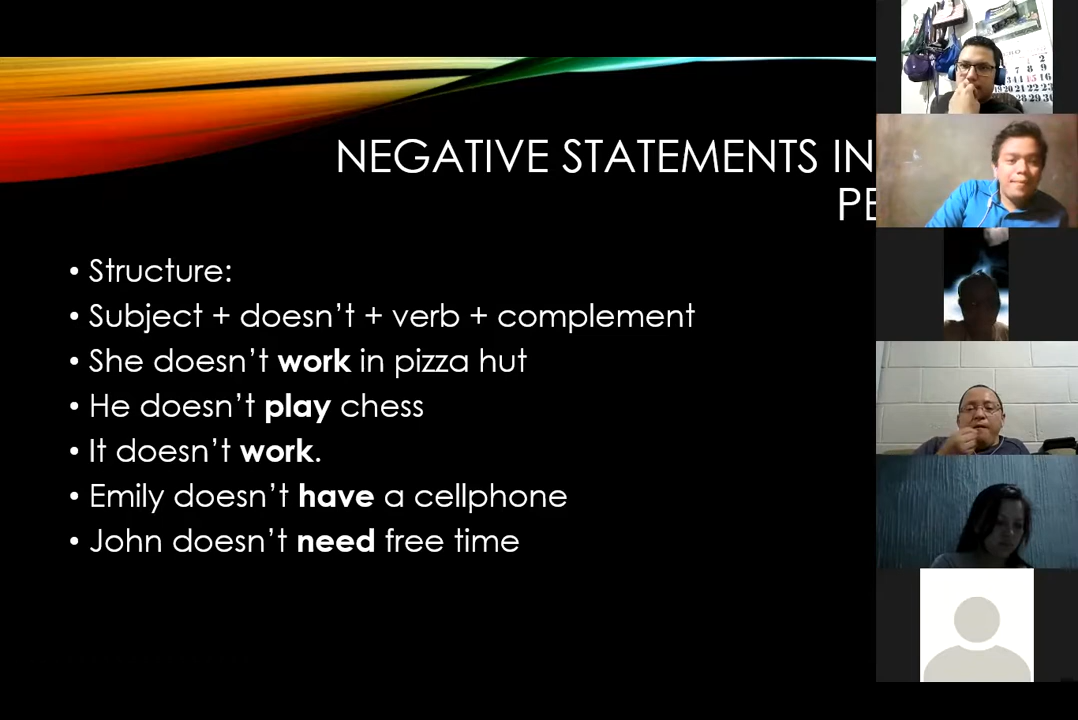 NEGATIVE STATEMENTS IN
• Structure:
• Subject + doesn't + verb + complement
• She doesn't work in pizza hut
• He doesn't play chess
• It doesn't work.
• Emily doesn't have a cellphone
• John doesn't need free time